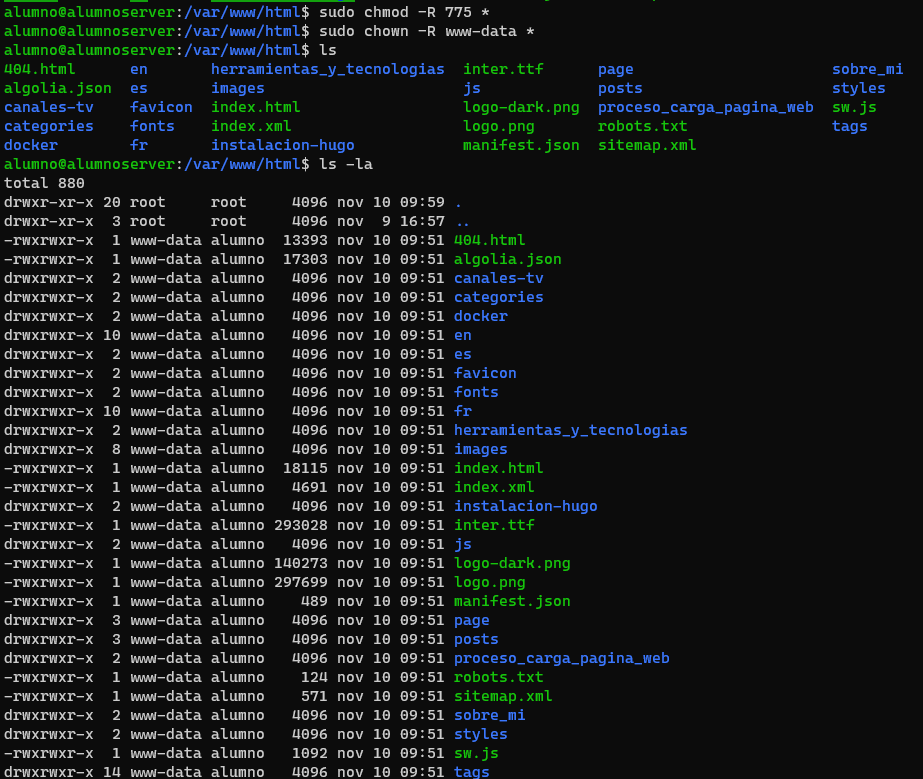 alumno@alumnoserver:/var/www/html$ sudo chmod -R 775 *
alumno@alumnoserver:/var/www/html$ sudo chown -R www-data *
alumno@alumnoserver:/var/www/html$ ls
404.html en herramientas_y_tecnologias inter.ttf page sobre_mi
algolia.json es images js posts styles
canales-tv favicon index.html logo-dark.png proceso_carga_pagina_web sw.js
categories fonts index.xml logo.png robots.txt tags
docker fr instalacion-hugo manifest.json sitemap.xml
alumno@alumnoserver:/var/www/html$ ls -la
total 880
drwxr-xr-x 20 root root 4096 nov 10 09:59 .
drwxr-xr-x 3 root root 4096 nov 9 16:57 ..
-rwxrwxr-x 1 www-data alumno 13393 nov 10 09:51 404.html
-rwxrwxr-x 1 www-data alumno 17303 nov 10 09:51 algolia.json
drwxrwxr-x 2 www-data alumno 4096 nov 10 09:51 canales-tv
drwxrwxr-x 2 www-data alumno 4096 nov 10 09:51 categories
drwxrwxr-x 2 www-data alumno 4096 nov 10 09:51 docker
drwxrwxr-x 10 www-data alumno 4096 nov 10 09:51 en
drwxrwxr-x 2 www-data alumno 4096 nov 10 09:51 es
drwxrwxr-x 2 www-data alumno 4096 nov 10 09:51 favicon
drwxrwxr-x 2 www-data alumno 4096 nov 10 09:51 fonts
drwxrwxr-x 10 www-data alumno 4096 nov 10 09:51 fr
drwxrwxr-x 2 www-data alumno 4096 nov 10 09:51 herramientas_y_tecnologias
drwxrwxr-x 8 www-data alumno 4096 nov 10 09:51 images
-rwxrwxr-x 1 www-data alumno 18115 nov 10 09:51 index.html
-rwxrwxr-x 1 www-data alumno 4691 nov 10 09:51 index.xml
drwxrwxr-x 2 www-data alumno 4096 nov 10 09:51 instalacion-hugo
-rwxrwxr-x 1 www-data alumno 293028 nov 10 09:51 inter.ttf
drwxrwxr-x 2 www-data alumno 4096 nov 10 09:51 js
-rwxrwxr-x 1 www-data alumno 140273 nov 10 09:51 logo-dark.png
-rwxrwxr-x 1 www-data alumno 297699 nov 10 09:51 logo.png
-rwxrwxr-x 1 www-data alumno 489 nov 10 09:51 manifest.json
drwxrwxr-x 3 www-data alumno 4096 nov 10 09:51 page
drwxrwxr-x 3 www-data alumno 4096 nov 10 09:51 posts
drwxrwxr-x 2 www-data alumno 4096 nov 10 09:51 proceso_carga_pagina_web
-rwxrwxr-x 1 www-data alumno 124 nov 10 09:51 robots.txt
-rwxrwxr-x 1 www-data alumno 571 nov 10 09:51 sitemap.xml
drwxrwxr-x 2 www-data alumno 4096 nov 10 09:51 sobre_mi
drwxrwxr-x 2 www-data alumno 4096 nov 10 09:51 styles
-rwxrwxr-x 1 www-data alumno 1092 nov 10 09:51 sw.js
drwxrwxr-x 14 www-data alumno 4096 nov 10 09:51 tags